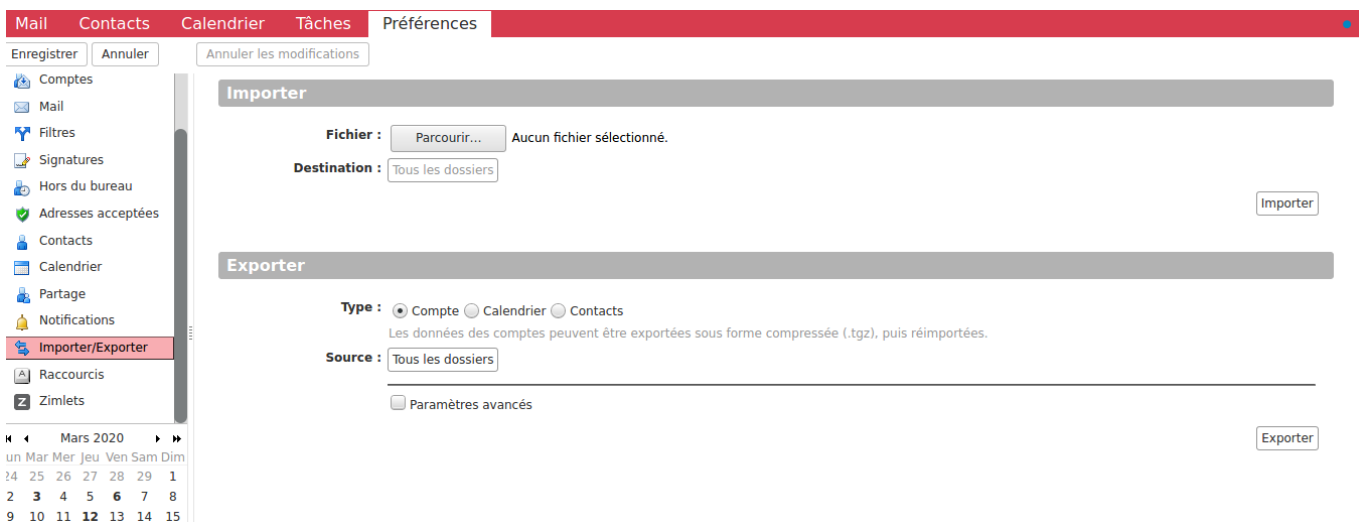 Mail Contacts Calendrier Tâches Préférences
Enregistrer Annuler Annuler les modifications
Comptes
Mail
Filtres
Signatures
Hors du bureau
Adresses acceptées
Contacts
Calendrier
Partage
Notifications
Importer/Exporter
Raccourcis
Zimlets
Mars 2020
un Mar Mer Jeu Ven Sam Dim
24 25 26 27 28 29 1
2 3 4 5 6 7 8
9 10 11 12 13 14 15
Importer
Fichier : Parcourir... Aucun fichier sélectionné.
Destination : Tous les dossiers
Importer
Exporter
Type : Compte Calendrier Contacts
Les données des comptes peuvent être exportées sous forme compressée (.tgz), puis réimportées.
Source : Tous les dossiers
Paramètres avancés
Exporter